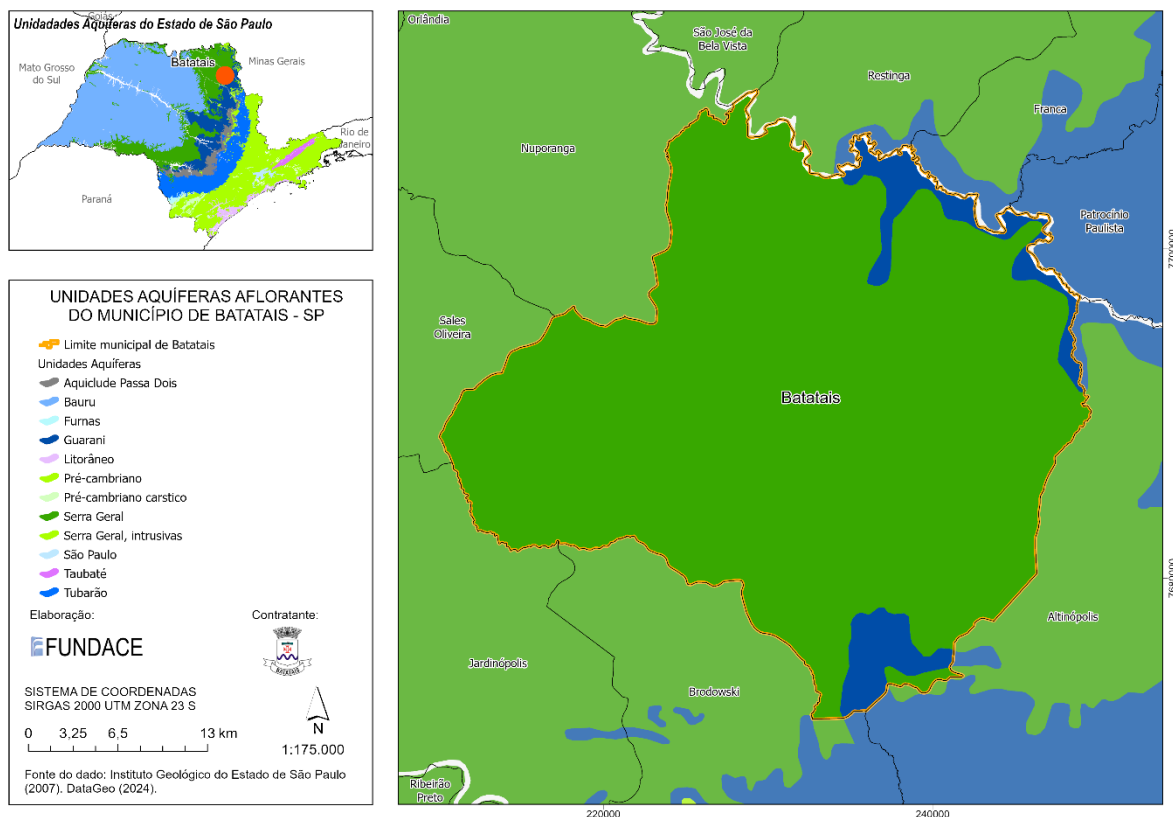 Unidadades Aquíferas do Estado de São Paulo
Goiás
Batatais
Minas Gerais
Mato Grosso
do Sul
Rio de
Janeiro
Paraná
UNIDADES AQUÍFERAS AFLORANTES
DO MUNICÍPIO DE BATATAIS - SP
Limite municipal de Batatais
Unidades Aquíferas
Aquiclude Passa Dois
Bauru
Furnas
Guarani
Litorâneo
Pré-cambriano
Pré-cambriano carstico
Serra Geral
Serra Geral, intrusivas
São Paulo
Taubaté
Tubarão
Elaboração:
Contratante:
FUNDACE
BATATAIS
SISTEMA DE COORDENADAS
SIRGAS 2000 UTM ZONA 23 S
0 3,25 6,5 13 km
N
1:175.000
Fonte do dado: Instituto Geológico do Estado de São Paulo
(2007). DataGeo (2024).
Orlândia
São José da
Bela Vista
Restinga
Franca
Nuporanga
Patrocínio
Paulista
7700000
Sales
Oliveira
Batatais
7680000
Altinópolis
Jardinópolis
Brodowski
Ribeirão
Preto
220000
240000